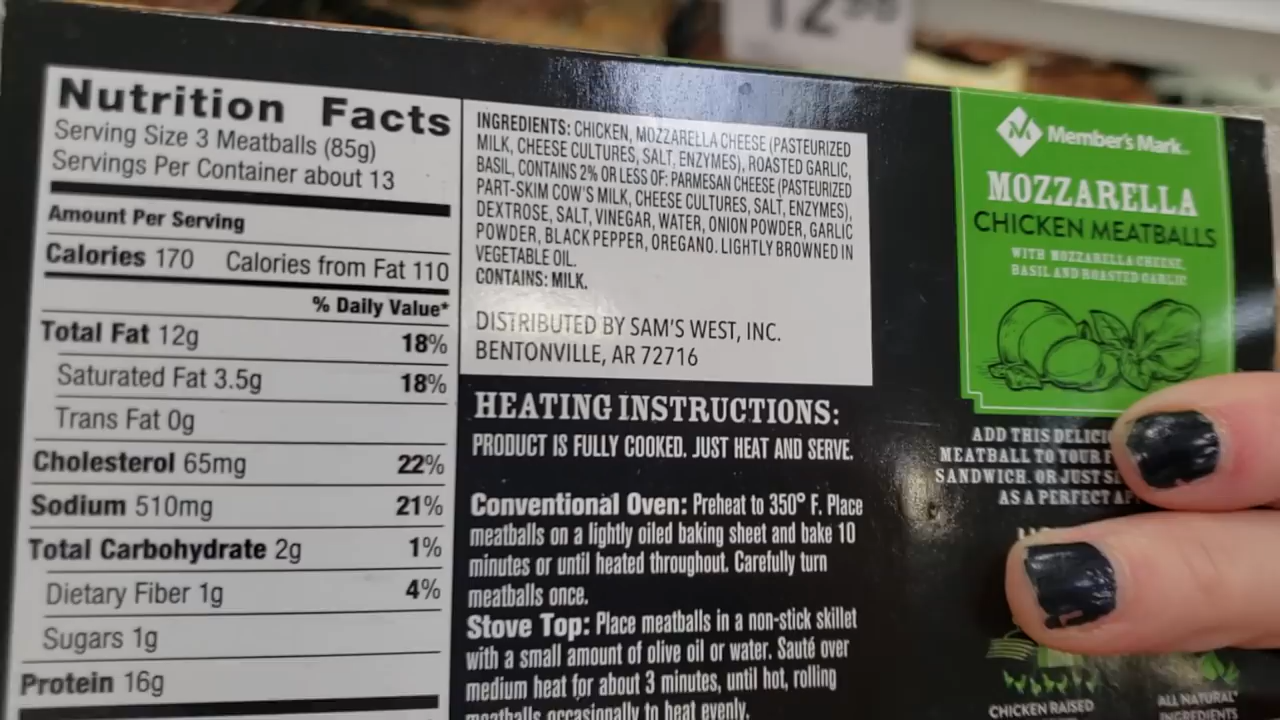 12
Nutrition Facts
Serving Size 3 Meatballs (85g)
Servings Per Container about 13
Amount Per Serving
Calories 170 Calories from Fat 110
% Daily Value*
Total Fat 12g 18%
Saturated Fat 3.5g 18%
Trans Fat 0g
Cholesterol 65mg 22%
Sodium 510mg 21%
Total Carbohydrate 2g 1%
Dietary Fiber 1g 4%
Sugars 1g
Protein 16g
INGREDIENTS: CHICKEN, MOZZARELLA CHEESE (PASTEURIZED
MILK, CHEESE CULTURES, SALT, ENZYMES), ROASTED GARLIC,
BASIL, CONTAINS 2% OR LESS OF: PARMESAN CHEESE (PASTEURIZED
PART-SKIM COW'S MILK, CHEESE CULTURES, SALT, ENZYMES),
DEXTROSE, SALT, VINEGAR, WATER, ONION POWDER, GARLIC
POWDER, BLACK PEPPER, OREGANO. LIGHTLY BROWNED IN
VEGETABLE OIL.
CONTAINS: MILK.
DISTRIBUTED BY SAM'S WEST, INC.
BENTONVILLE, AR 72716
HEATING INSTRUCTIONS:
PRODUCT IS FULLY COOKED. JUST HEAT AND SERVE.
Conventional Oven: Preheat to 350° F. Place
meatballs on a lightly oiled baking sheet and bake 10
minutes or until heated throughout. Carefully turn
meatballs once.
Stove Top: Place meatballs in a non-stick skillet
with a small amount of olive oil or water. Sauté over
medium heat for about 3 minutes, until hot, rolling
meatballs occasionally to heat evenly.
Member's Mark™
MOZZARELLA
CHICKEN MEATBALLS
WITH MOZZARELLA CHEESE,
BASIL AND ROASTED GARLIC
ADD THIS
MEATBALL TO YOUR
SANDWICH. OR JUST
AS A PERFECT
CHICKEN RAISED
ALL NATURAL*
INGREDIENTS